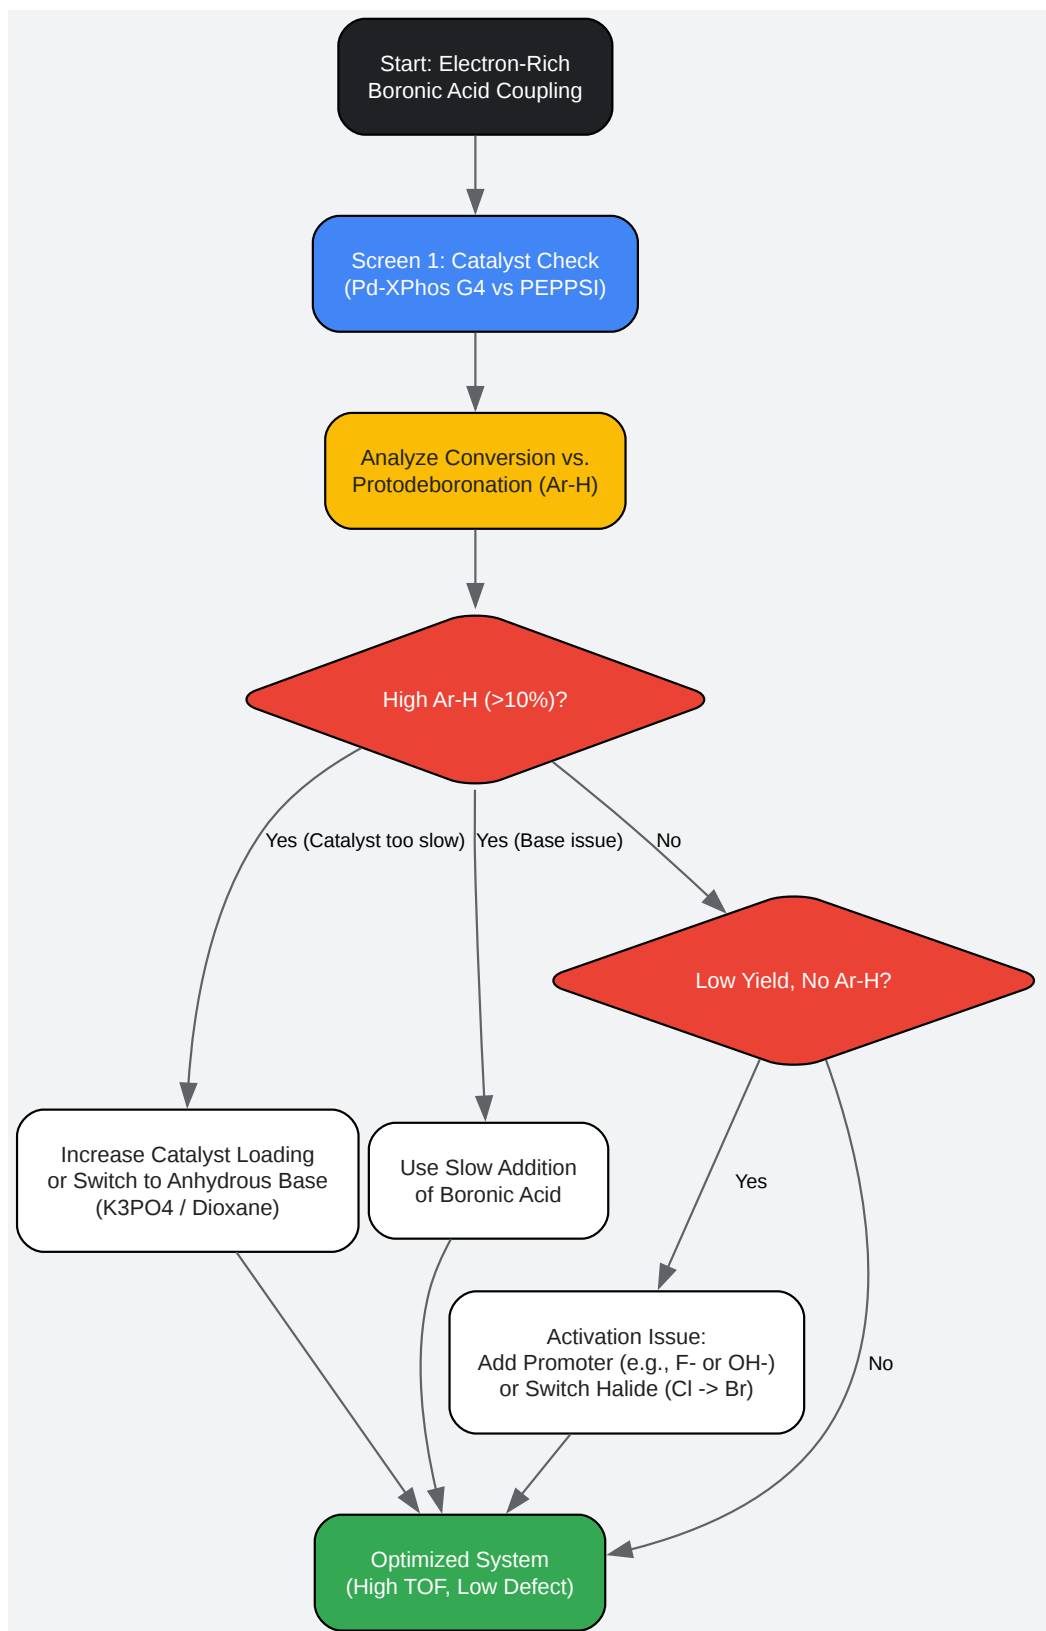 Start: Electron-Rich
Boronic Acid Coupling
Screen 1: Catalyst Check
(Pd-XPhos G4 vs PEPPSI)
Analyze Conversion vs.
Protodeboronation (Ar-H)
High Ar-H (>10%)?
Yes (Catalyst too slow)
Yes (Base issue)
No
Low Yield, No Ar-H?
Increase Catalyst Loading
or Switch to Anhydrous Base
(K3PO4 / Dioxane)
Use Slow Addition
of Boronic Acid
Yes
Activation Issue:
Add Promoter (e.g., F- or OH-)
or Switch Halide (Cl -> Br)
No
Optimized System
(High TOF, Low Defect)